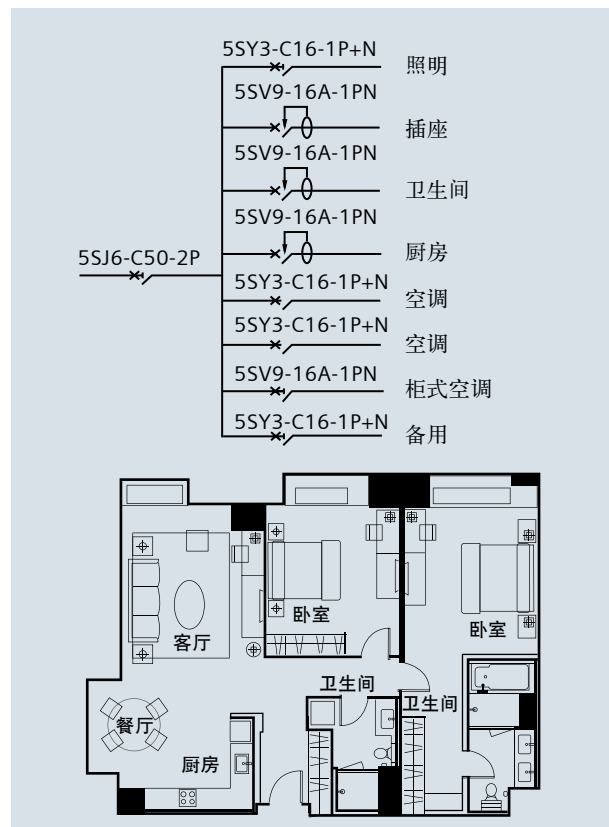 5SY3-C16-1P+N
照明
5SV9-16A-1PN
插座
5SV9-16A-1PN
卫生间
5SV9-16A-1PN
厨房
5SJ6-C50-2P
5SY3-C16-1P+N
空调
5SY3-C16-1P+N
空调
5SV9-16A-1PN
柜式空调
5SY3-C16-1P+N
备用
卧室
卧室
客厅
卫生间
卫生间
餐厅
厨房